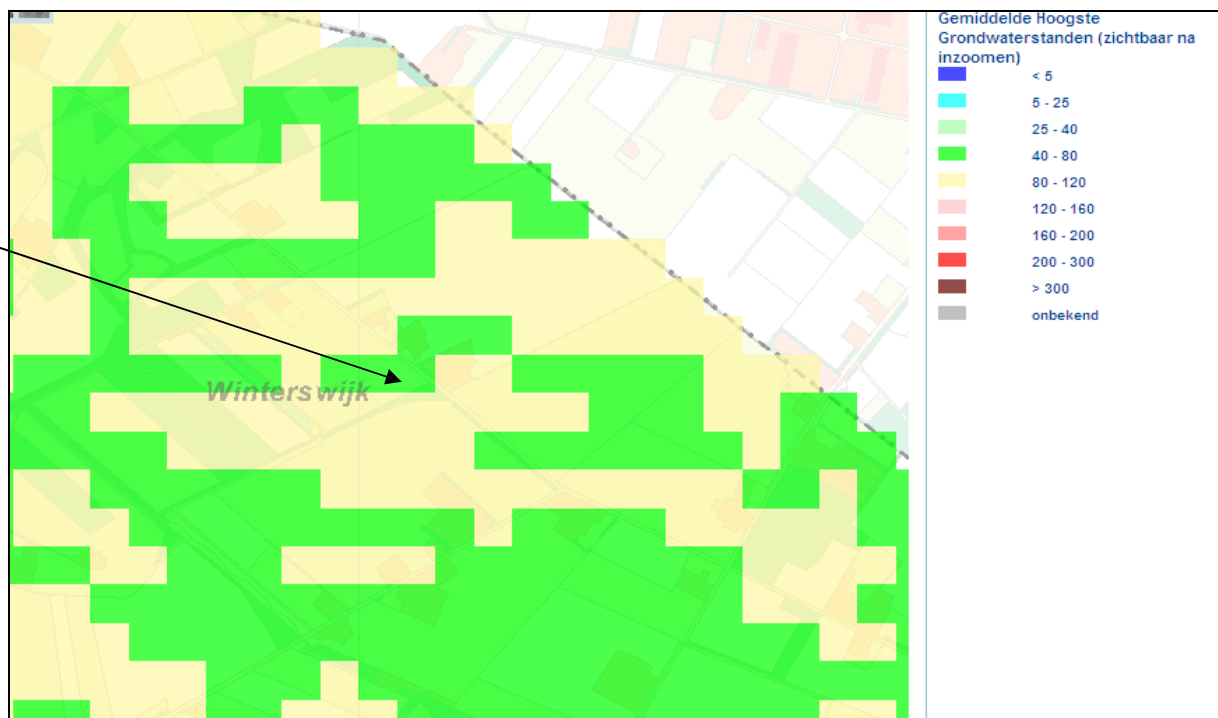 Gemiddelde Hoogste
Grondwaterstanden (zichtbaar na
inzoomen)
< 5
5 - 25
25 - 40
40 - 80
80 - 120
120 - 160
160 - 200
200 - 300
> 300
onbekend
Winterswijk